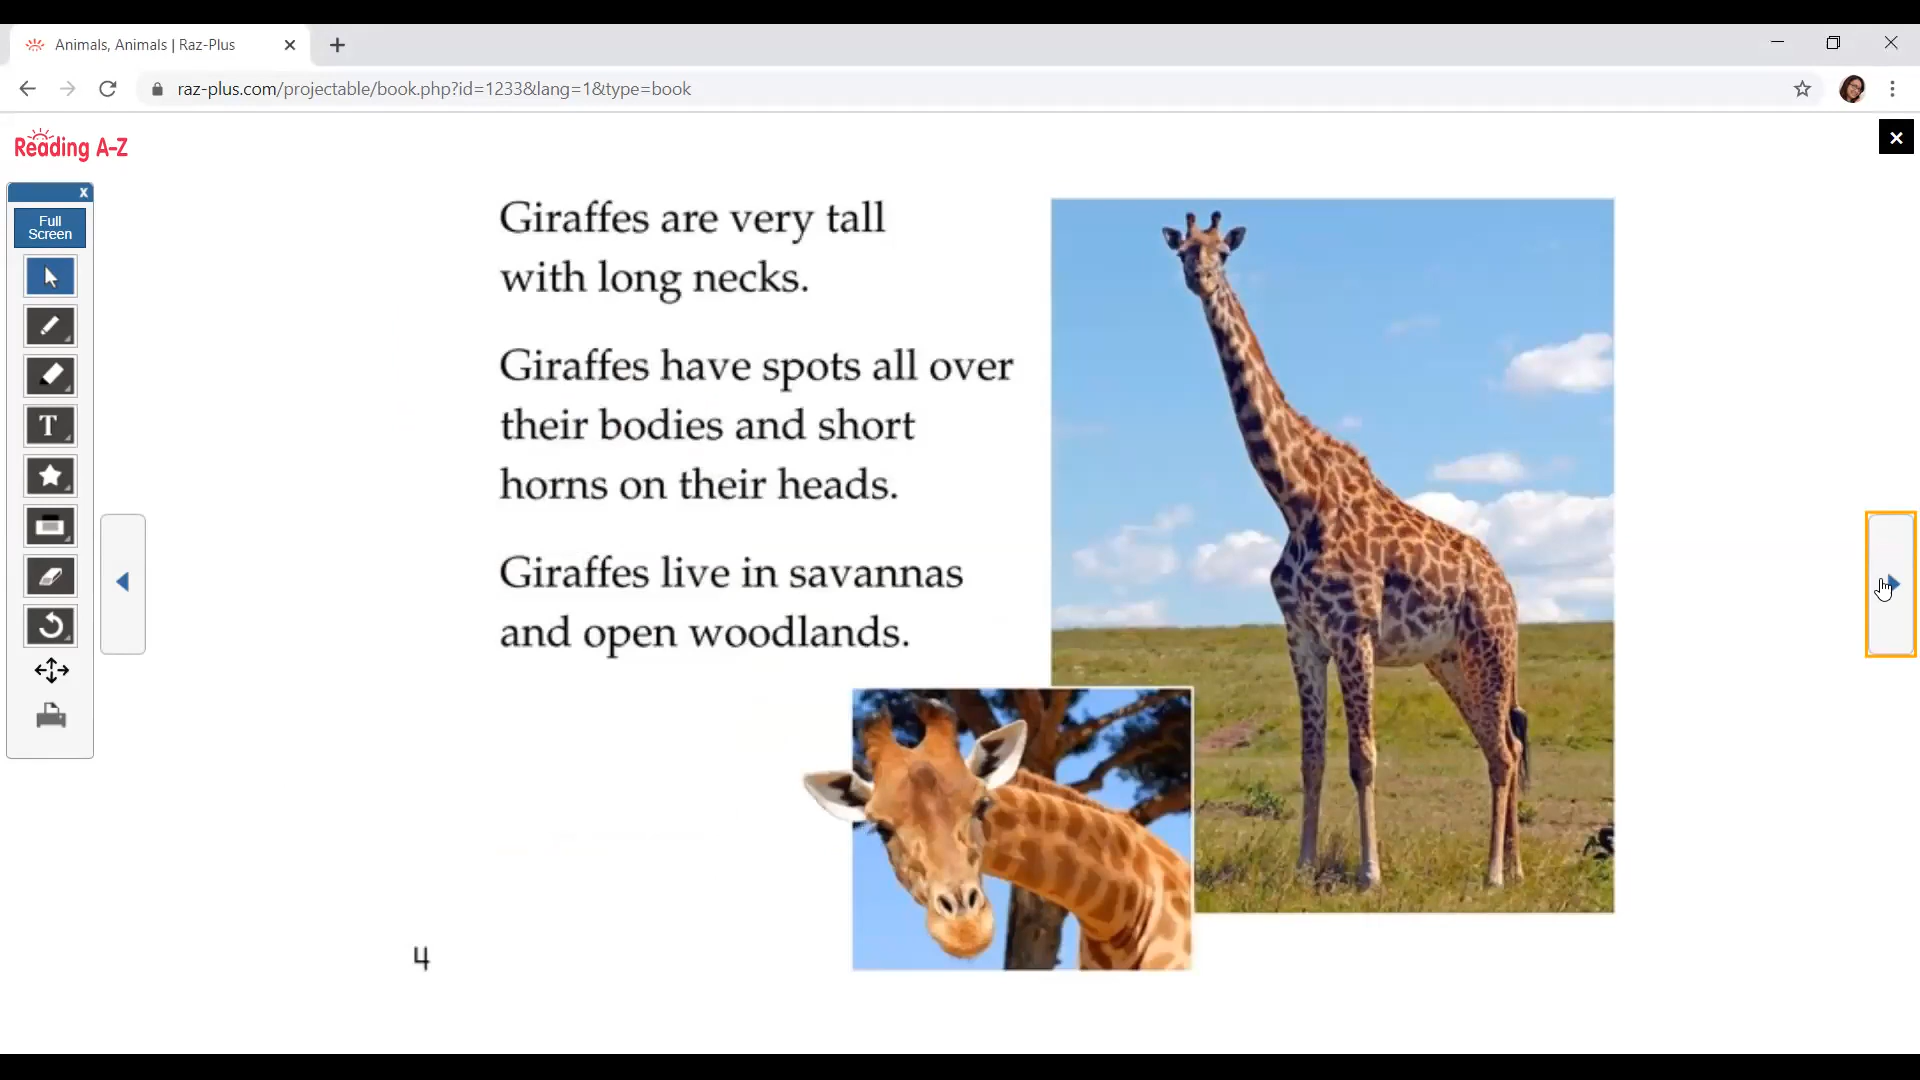 Animals, Animals | Raz-Plus
raz-plus.com/projectable/book.php?id=1233&lang=1&type=book
Reading A-Z
x
Full
Screen
T
Giraffes are very tall
with long necks.
Giraffes have spots all over
their bodies and short
horns on their heads.
Giraffes live in savannas
and open woodlands.
4